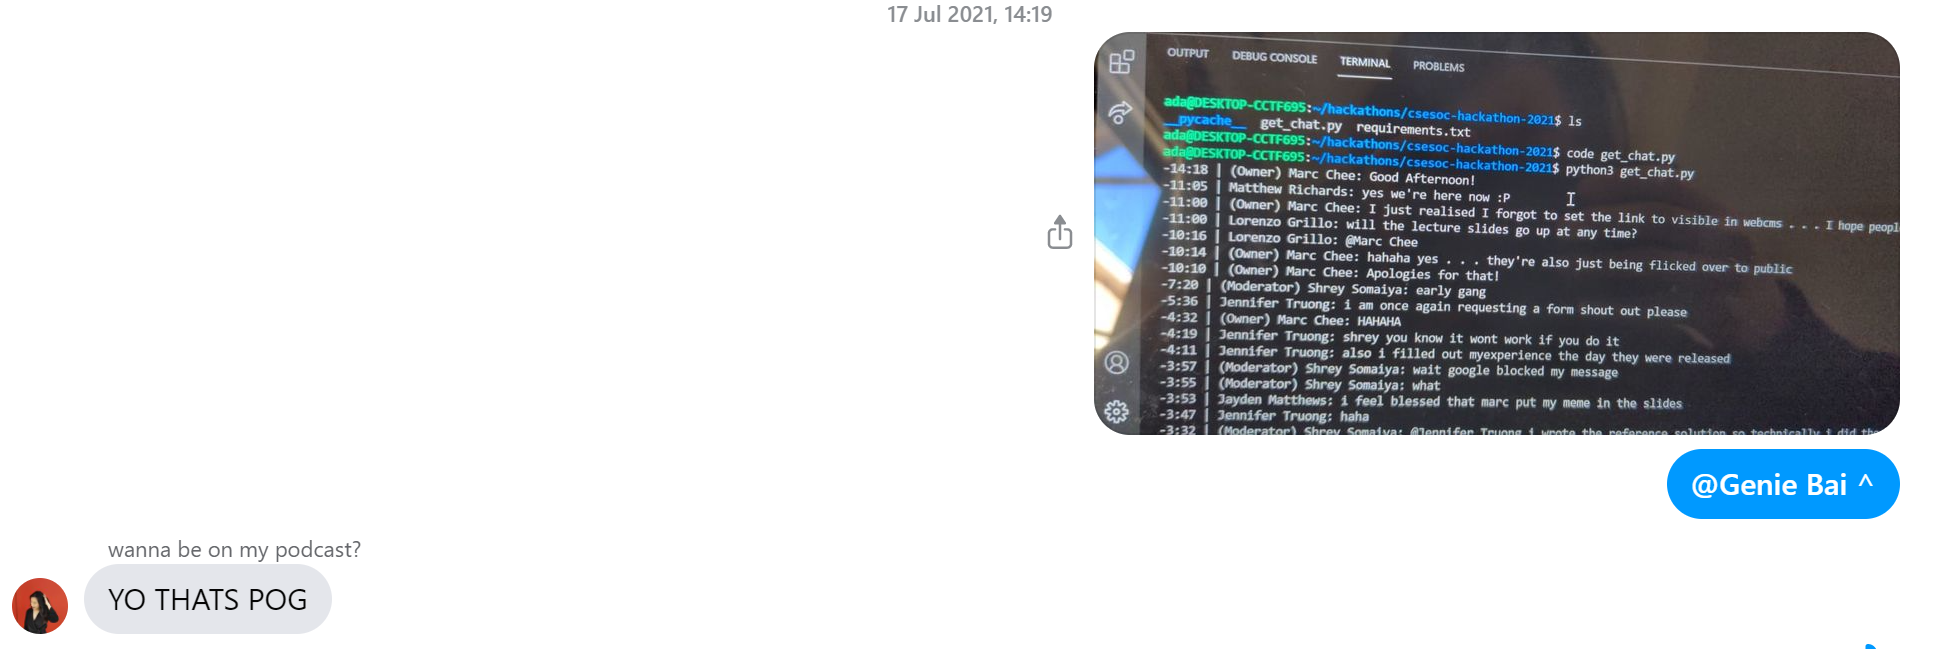 17 Jul 2021, 14:19
OUTPUT DEBUG CONSOLE TERMINAL PROBLEMS
ada@DESKTOP-CCTF695:~/hackathons/csesoc-hackathon-2021$ ls
__pycache__ get_chat.py requirements.txt
ada@DESKTOP-CCTF695:~/hackathons/csesoc-hackathon-2021$ code get_chat.py
ada@DESKTOP-CCTF695:~/hackathons/csesoc-hackathon-2021$ python3 get_chat.py
-14:18 | (Owner) Marc Chee: Good Afternoon!
-11:05 | Matthew Richards: yes we're here now :P
-11:00 | (Owner) Marc Chee: I just realised I forgot to set the link to visible in webcms . . . I hope peopl
-11:00 | Lorenzo Grillo: will the lecture slides go up at any time?
-10:16 | Lorenzo Grillo: @Marc Chee
-10:14 | (Owner) Marc Chee: hahaha yes . . . they're also just being flicked over to public
-10:10 | (Owner) Marc Chee: Apologies for that!
-7:20 | (Moderator) Shrey Somaiya: early gang
-5:36 | Jennifer Truong: i am once again requesting a form shout out please
-4:32 | (Owner) Marc Chee: HAHAHA
-4:19 | Jennifer Truong: shrey you know it wont work if you do it
-4:11 | Jennifer Truong: also i filled out myexperience the day they were released
-3:57 | (Moderator) Shrey Somaiya: wait google blocked my message
-3:55 | (Moderator) Shrey Somaiya: what
-3:53 | Jayden Matthews: i feel blessed that marc put my meme in the slides
-3:47 | Jennifer Truong: haha
-3:32 | (Moderator) Shrey Somaiya: @Jennifer Truong i wrote the reference solution so technically i did
@Genie Bai ^
wanna be on my podcast?
YO THATS POG